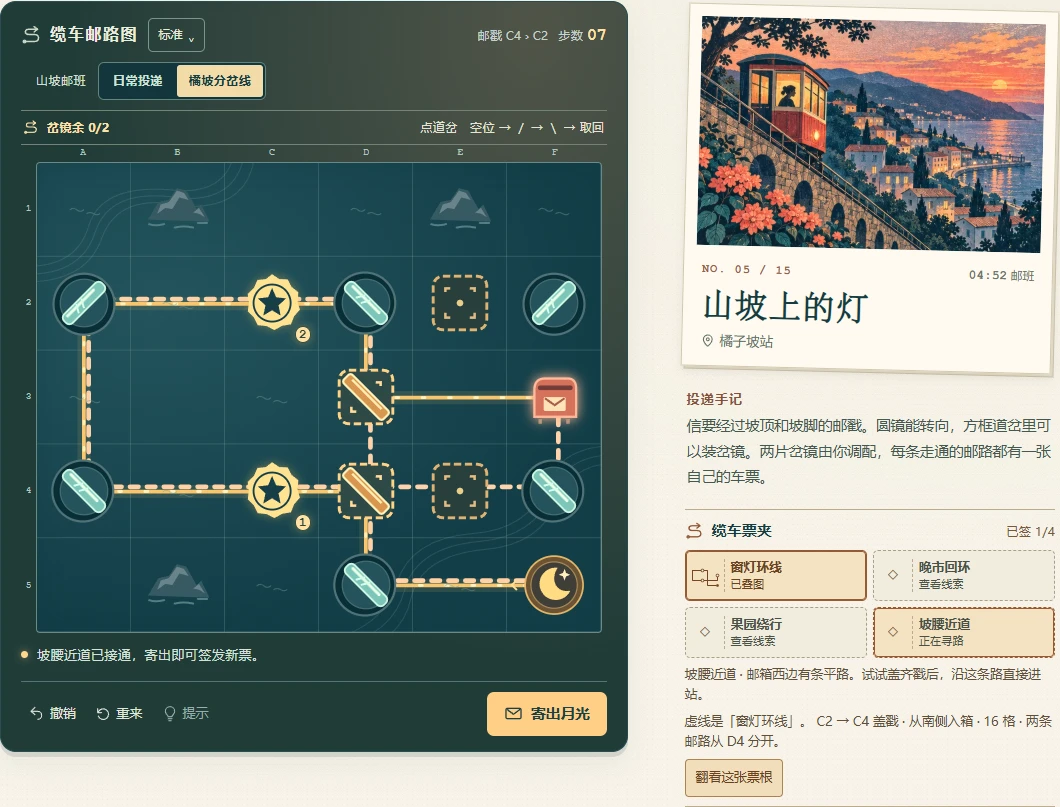 缆车邮路图
标准
邮戳 C4 › C2 步数 07
山坡邮班
日常投递
橘坡分岔线
岔镜余 0/2
点道岔 空位 → / → \ → 取回
A B C D E F
1
2
2
3
4
1
5
坡腰近道已接通，寄出即可签发新票。
撤销
重来
提示
寄出月光
NO. 05 / 15
04:52 邮班
山坡上的灯
橘子坡站
投递手记
信要经过坡顶和坡脚的邮戳。圆镜能转向，方框道岔里可
以装岔镜。两片岔镜由你调配，每条走通的邮路都有一张
自己的车票。
缆车票夹
已签 1/4
窗灯环线
已叠图
晚市回环
查看线索
果园绕行
查看线索
坡腰近道
正在寻路
坡腰近道 · 邮箱西边有条平路。试试盖齐戳后，沿这条路直接进
站。
虚线是「窗灯环线」。 C2 → C4 盖戳 · 从南侧入箱 · 16 格 · 两条
邮路从 D4 分开。
翻看这张票根